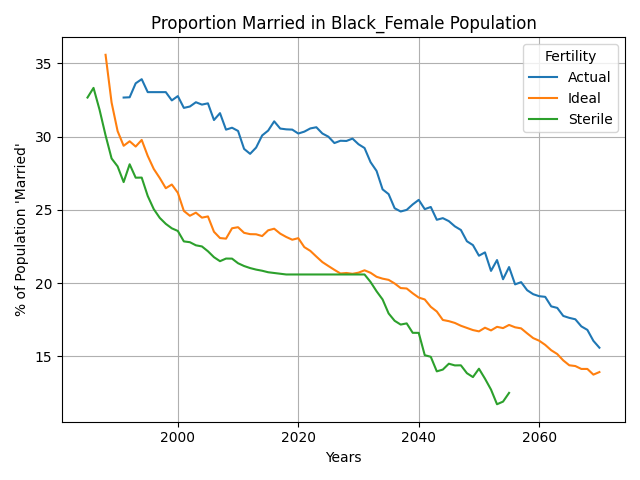 Proportion Married in Black_Female Population
% of Population 'Married'
35
30
25
20
15
2000
2020
2040
2060
Years
Fertility
Actual
Ideal
Sterile